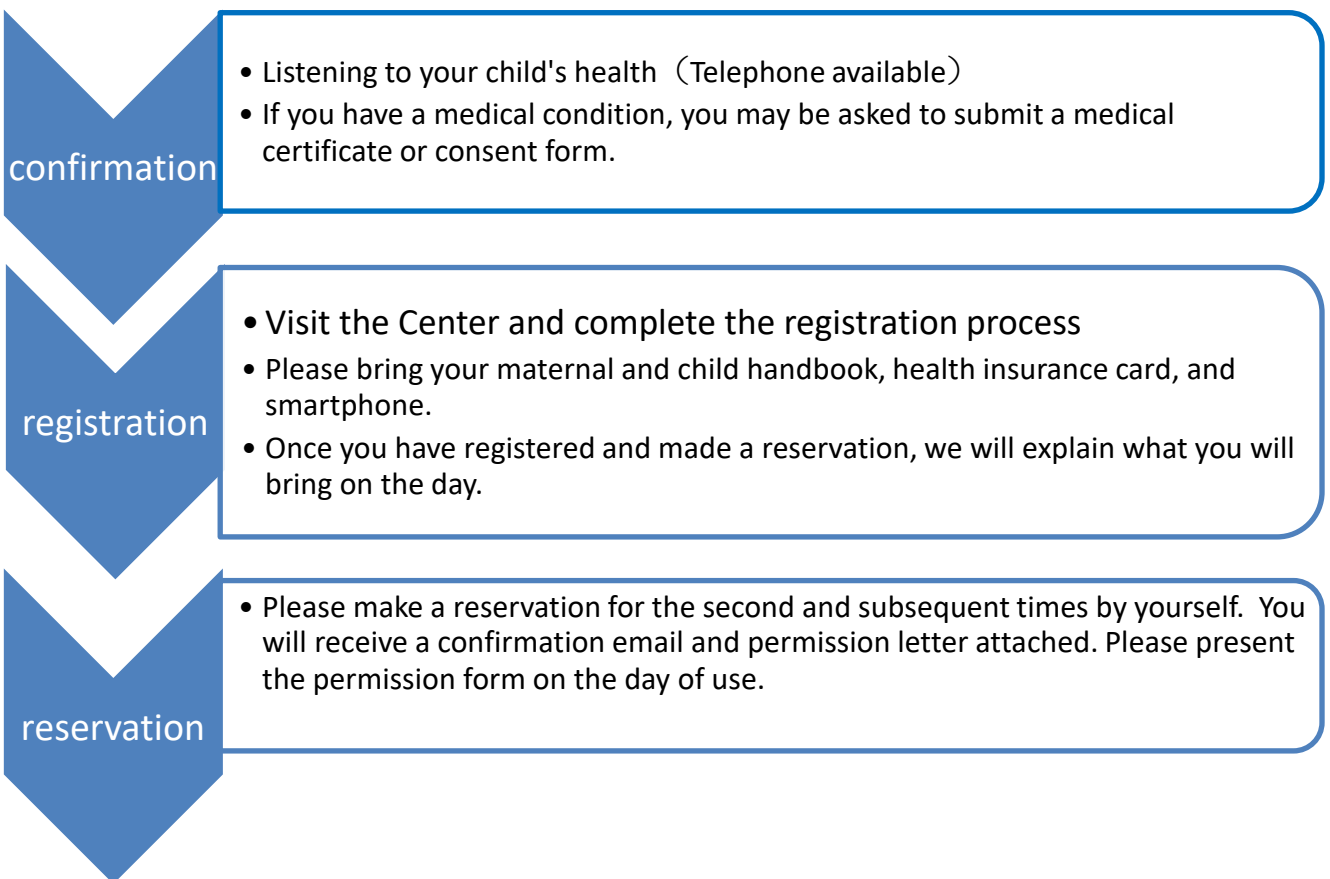 confirmation
• Listening to your child's health（Telephone available）
• If you have a medical condition, you may be asked to submit a medical
certificate or consent form.
registration
• Visit the Center and complete the registration process
• Please bring your maternal and child handbook, health insurance card, and
smartphone.
• Once you have registered and made a reservation, we will explain what you will
bring on the day.
reservation
• Please make a reservation for the second and subsequent times by yourself.  You
will receive a confirmation email and permission letter attached. Please present
the permission form on the day of use.